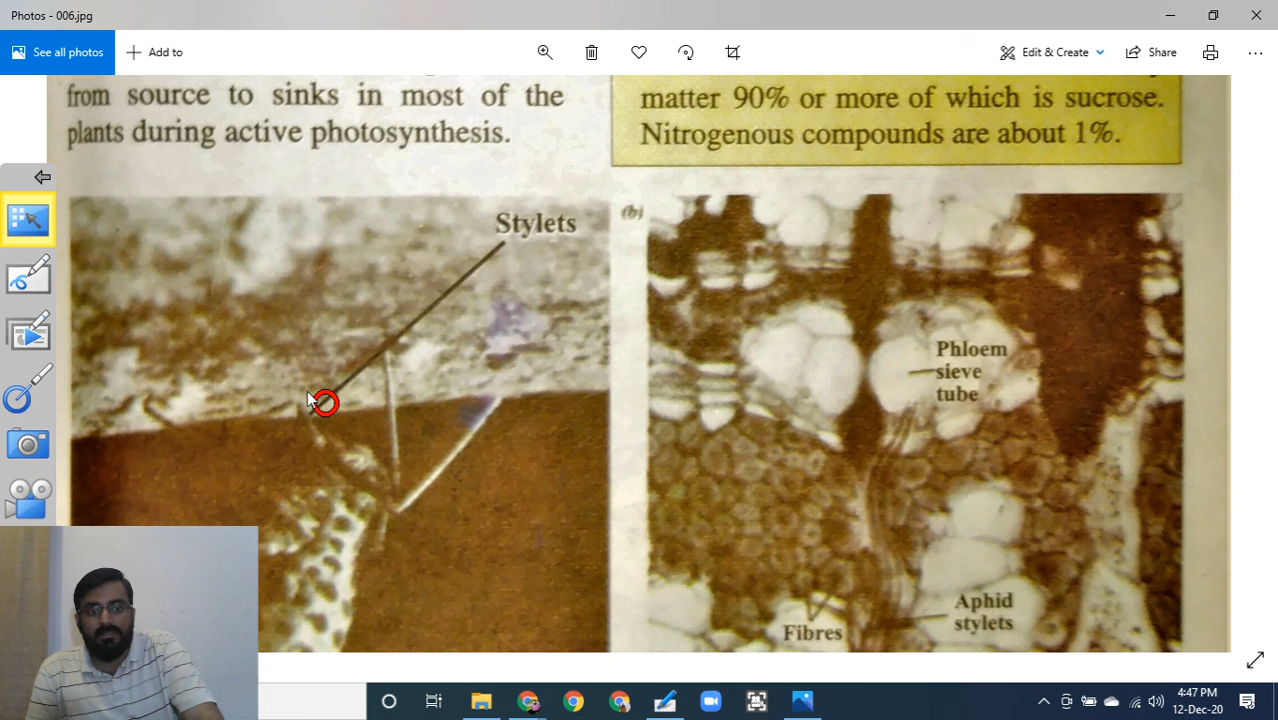 Photos - 006.jpg
See all photos
Add to
Edit & Create
Share
from source to sinks in most of the
plants during active photosynthesis.
matter 90% or more of which is sucrose.
Nitrogenous compounds are about 1%.
Stylets
(b)
Phloem
sieve
tube
Fibres
Aphid
stylets
4:47 PM
12-Dec-20